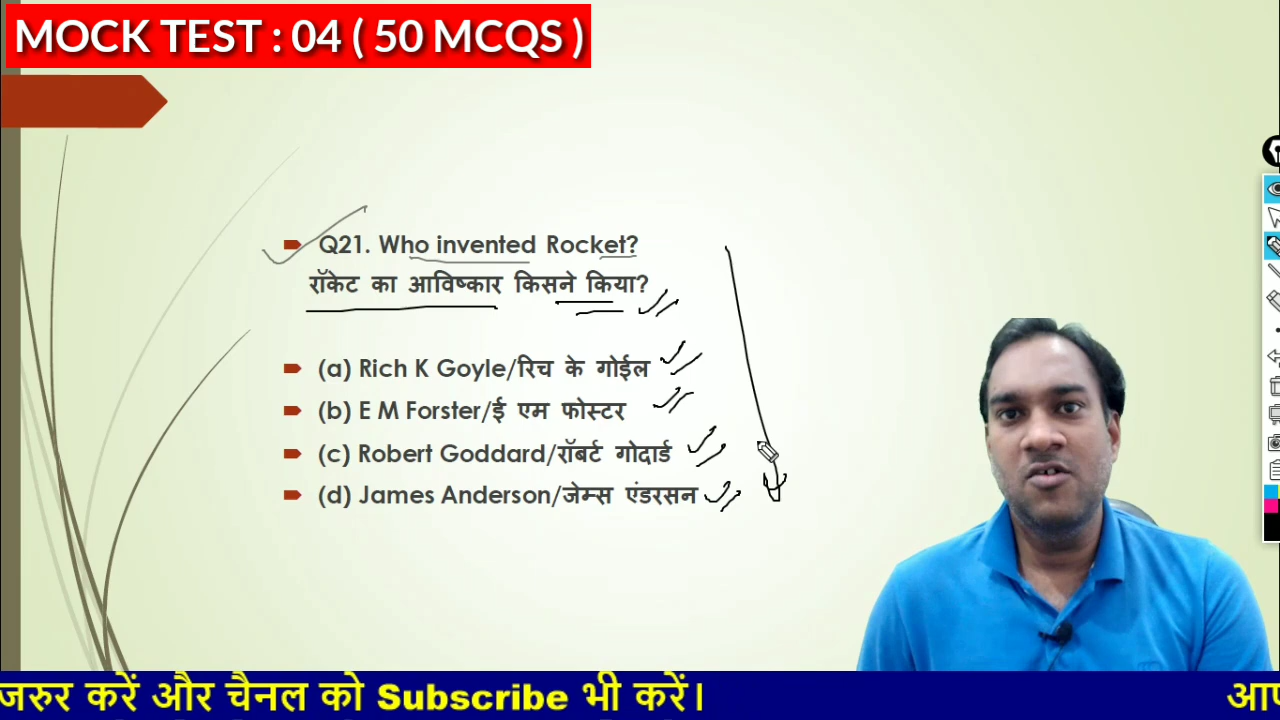 MOCK TEST : 04 ( 50 MCQS )
Q21. Who invented Rocket?
रॉकेट का आविष्कार किसने किया?
(a) Rich K Goyle/रिच के गोईल
(b) E M Forster/ई एम फोस्टर
(c) Robert Goddard/रॉबर्ट गोदार्ड
(d) James Anderson/जेम्स एंडरसन
जरुर करें और चैनल को Subscribe भी करें। आप